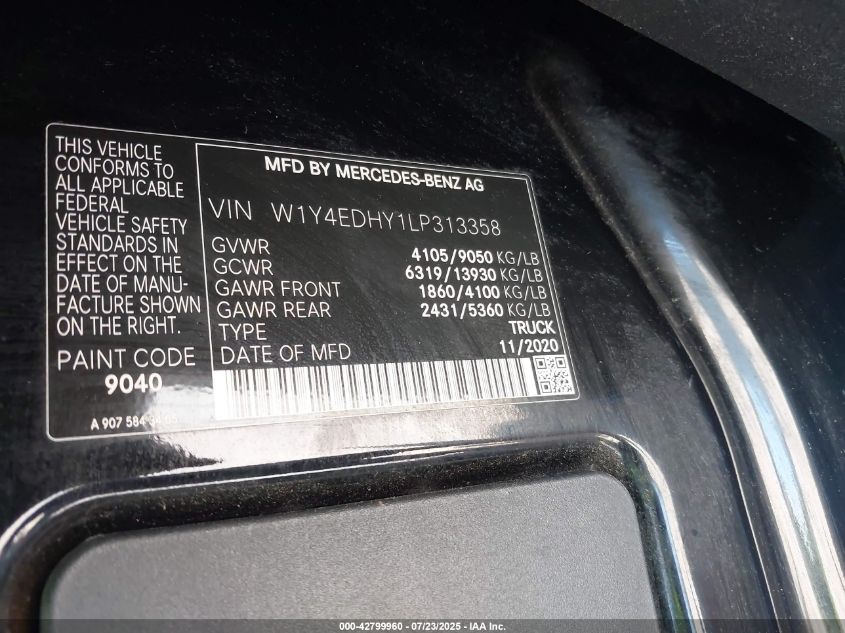 THIS VEHICLE
CONFORMS TO
ALL APPLICABLE
FEDERAL
VEHICLE SAFETY
STANDARDS IN
EFFECT ON THE
DATE OF MANU-
FACTURE SHOWN
ON THE RIGHT.
PAINT CODE
9040
A 907 584
MFD BY MERCEDES-BENZ AG
VIN W1Y4EDHY1LP313358
GVWR 4105/9050 KG/LB
GCWR 6319/13930 KG/LB
GAWR FRONT 1860/4100 KG/LB
GAWR REAR 2431/5360 KG/LB
TYPE TRUCK
DATE OF MFD 11/2020
000-42799960 - 07/23/2025 - IAA Inc.